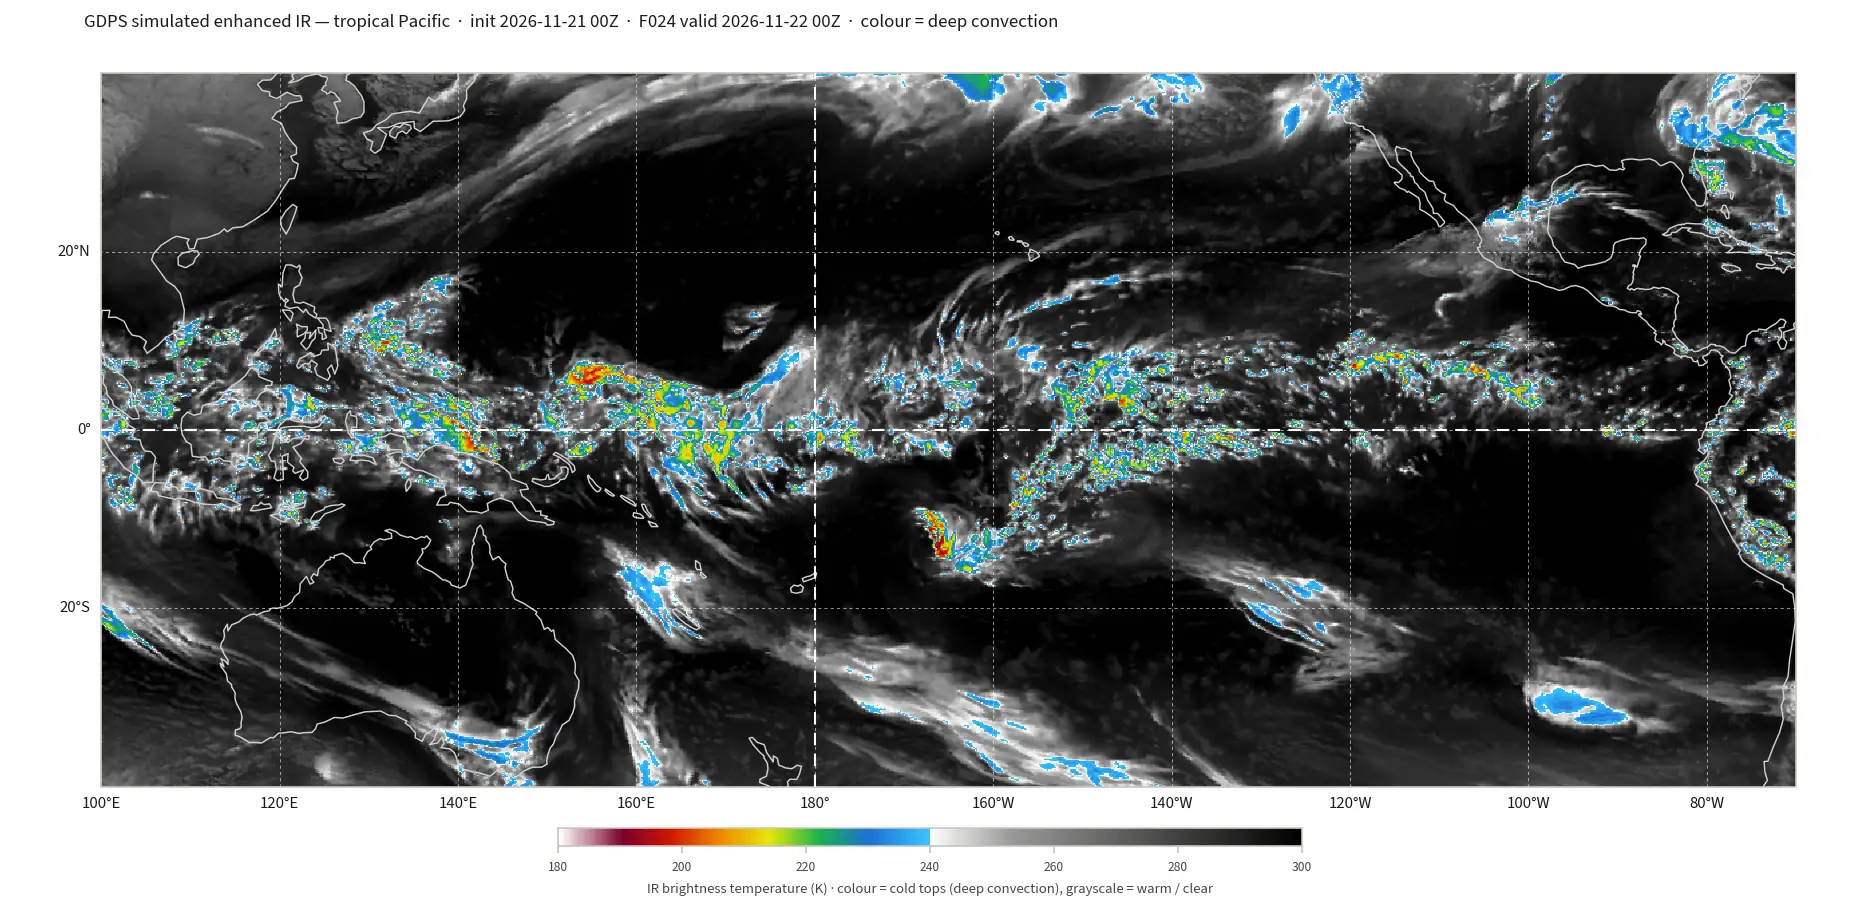 GDPS simulated enhanced IR — tropical Pacific · init 2026-11-21 00Z · F024 valid 2026-11-22 00Z · colour = deep convection
20°N
0°
20°S
100°E 120°E 140°E 160°E 180° 160°W 140°W 120°W 100°W 80°W
180 200 220 240 260 280 300
IR brightness temperature (K) · colour = cold tops (deep convection), grayscale = warm / clear